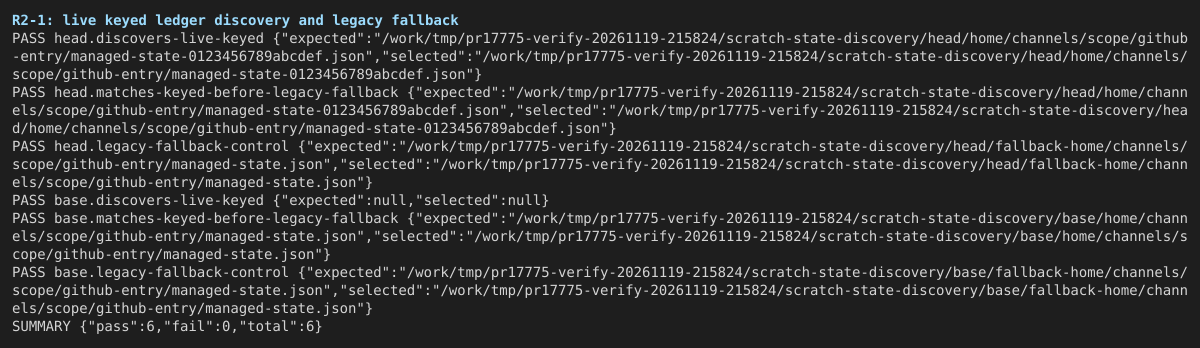 R2-1: live keyed ledger discovery and legacy fallback
PASS head.discovers-live-keyed {"expected":"/work/tmp/pr17775-verify-20261119-215824/scratch-state-discovery/head/home/channels/scope/github
-entry/managed-state-0123456789abcdef.json","selected":"/work/tmp/pr17775-verify-20261119-215824/scratch-state-discovery/head/home/channels/
scope/github-entry/managed-state-0123456789abcdef.json"}
PASS head.matches-keyed-before-legacy-fallback {"expected":"/work/tmp/pr17775-verify-20261119-215824/scratch-state-discovery/head/home/chann
els/scope/github-entry/managed-state-0123456789abcdef.json","selected":"/work/tmp/pr17775-verify-20261119-215824/scratch-state-discovery/hea
d/home/channels/scope/github-entry/managed-state-0123456789abcdef.json"}
PASS head.legacy-fallback-control {"expected":"/work/tmp/pr17775-verify-20261119-215824/scratch-state-discovery/head/fallback-home/channels/
scope/github-entry/managed-state.json","selected":"/work/tmp/pr17775-verify-20261119-215824/scratch-state-discovery/head/fallback-home/chann
els/scope/github-entry/managed-state.json"}
PASS base.discovers-live-keyed {"expected":null,"selected":null}
PASS base.matches-keyed-before-legacy-fallback {"expected":"/work/tmp/pr17775-verify-20261119-215824/scratch-state-discovery/base/home/chann
els/scope/github-entry/managed-state.json","selected":"/work/tmp/pr17775-verify-20261119-215824/scratch-state-discovery/base/home/channels/s
cope/github-entry/managed-state.json"}
PASS base.legacy-fallback-control {"expected":"/work/tmp/pr17775-verify-20261119-215824/scratch-state-discovery/base/fallback-home/channels/
scope/github-entry/managed-state.json","selected":"/work/tmp/pr17775-verify-20261119-215824/scratch-state-discovery/base/fallback-home/chann
els/scope/github-entry/managed-state.json"}
SUMMARY {"pass":6,"fail":0,"total":6}